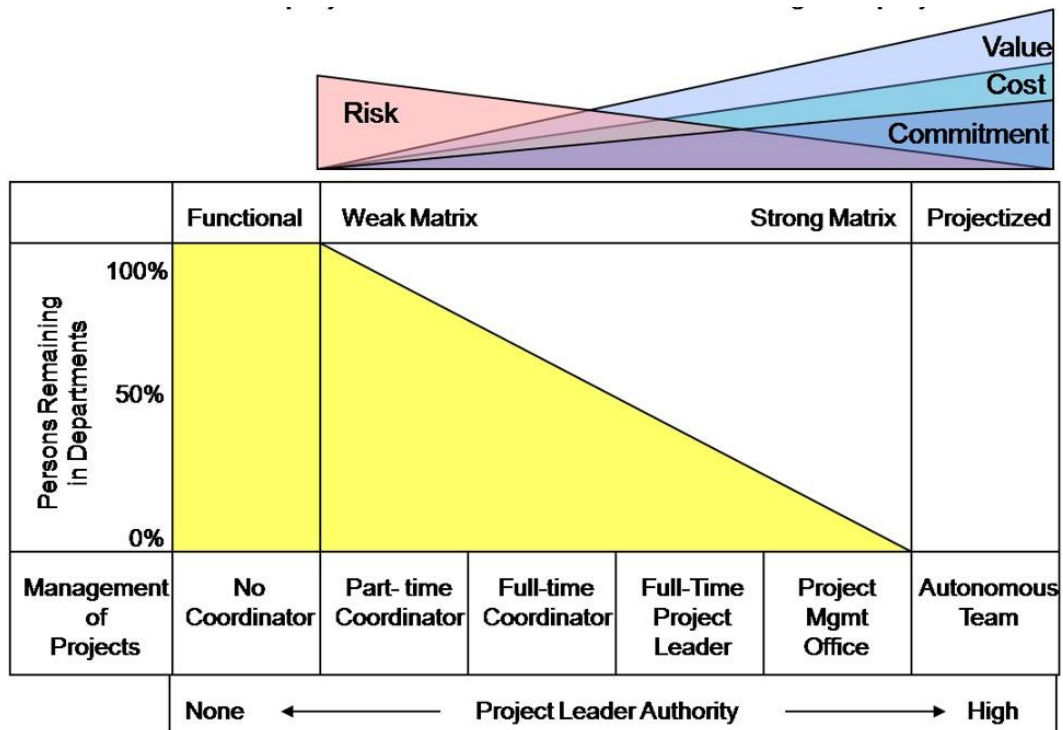 Value
Cost
Risk
Commitment
Functional
Weak Matrix
Strong Matrix
Projectized
Persons Remaining
in Departments
100%
50%
0%
Management
of
Projects
No
Coordinator
Part- time
Coordinator
Full-time
Coordinator
Full-Time
Project
Leader
Project
Mgmt
Office
Autonomous
Team
None
Project Leader Authority
High